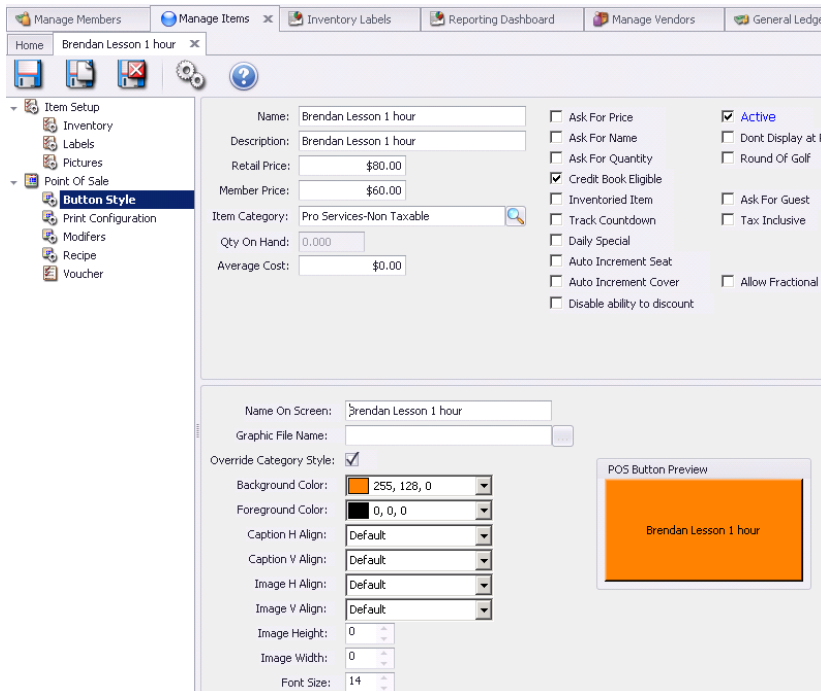 Manage Members Manage Items Inventory Labels Reporting Dashboard Manage Vendors General Ledge
Home Brendan Lesson 1 hour
Item Setup
Inventory
Labels
Pictures
Point Of Sale
Button Style
Print Configuration
Modifers
Recipe
Voucher
Name: Brendan Lesson 1 hour
Description: Brendan Lesson 1 hour
Retail Price: $80.00
Member Price: $60.00
Item Category: Pro Services-Non Taxable
Qty On Hand: 0.000
Average Cost: $0.00
Ask For Price Active
Ask For Name Dont Display at
Ask For Quantity Round Of Golf
Credit Book Eligible
Inventoried Item Ask For Guest
Track Countdown Tax Inclusive
Daily Special
Auto Increment Seat
Auto Increment Cover Allow Fractional
Disable ability to discount
Name On Screen: Brendan Lesson 1 hour
Graphic File Name:
Override Category Style:
Background Color: 255, 128, 0
Foreground Color: 0, 0, 0
Caption H Align: Default
Caption V Align: Default
Image H Align: Default
Image V Align: Default
Image Height: 0
Image Width: 0
Font Size: 14
POS Button Preview
Brendan Lesson 1 hour